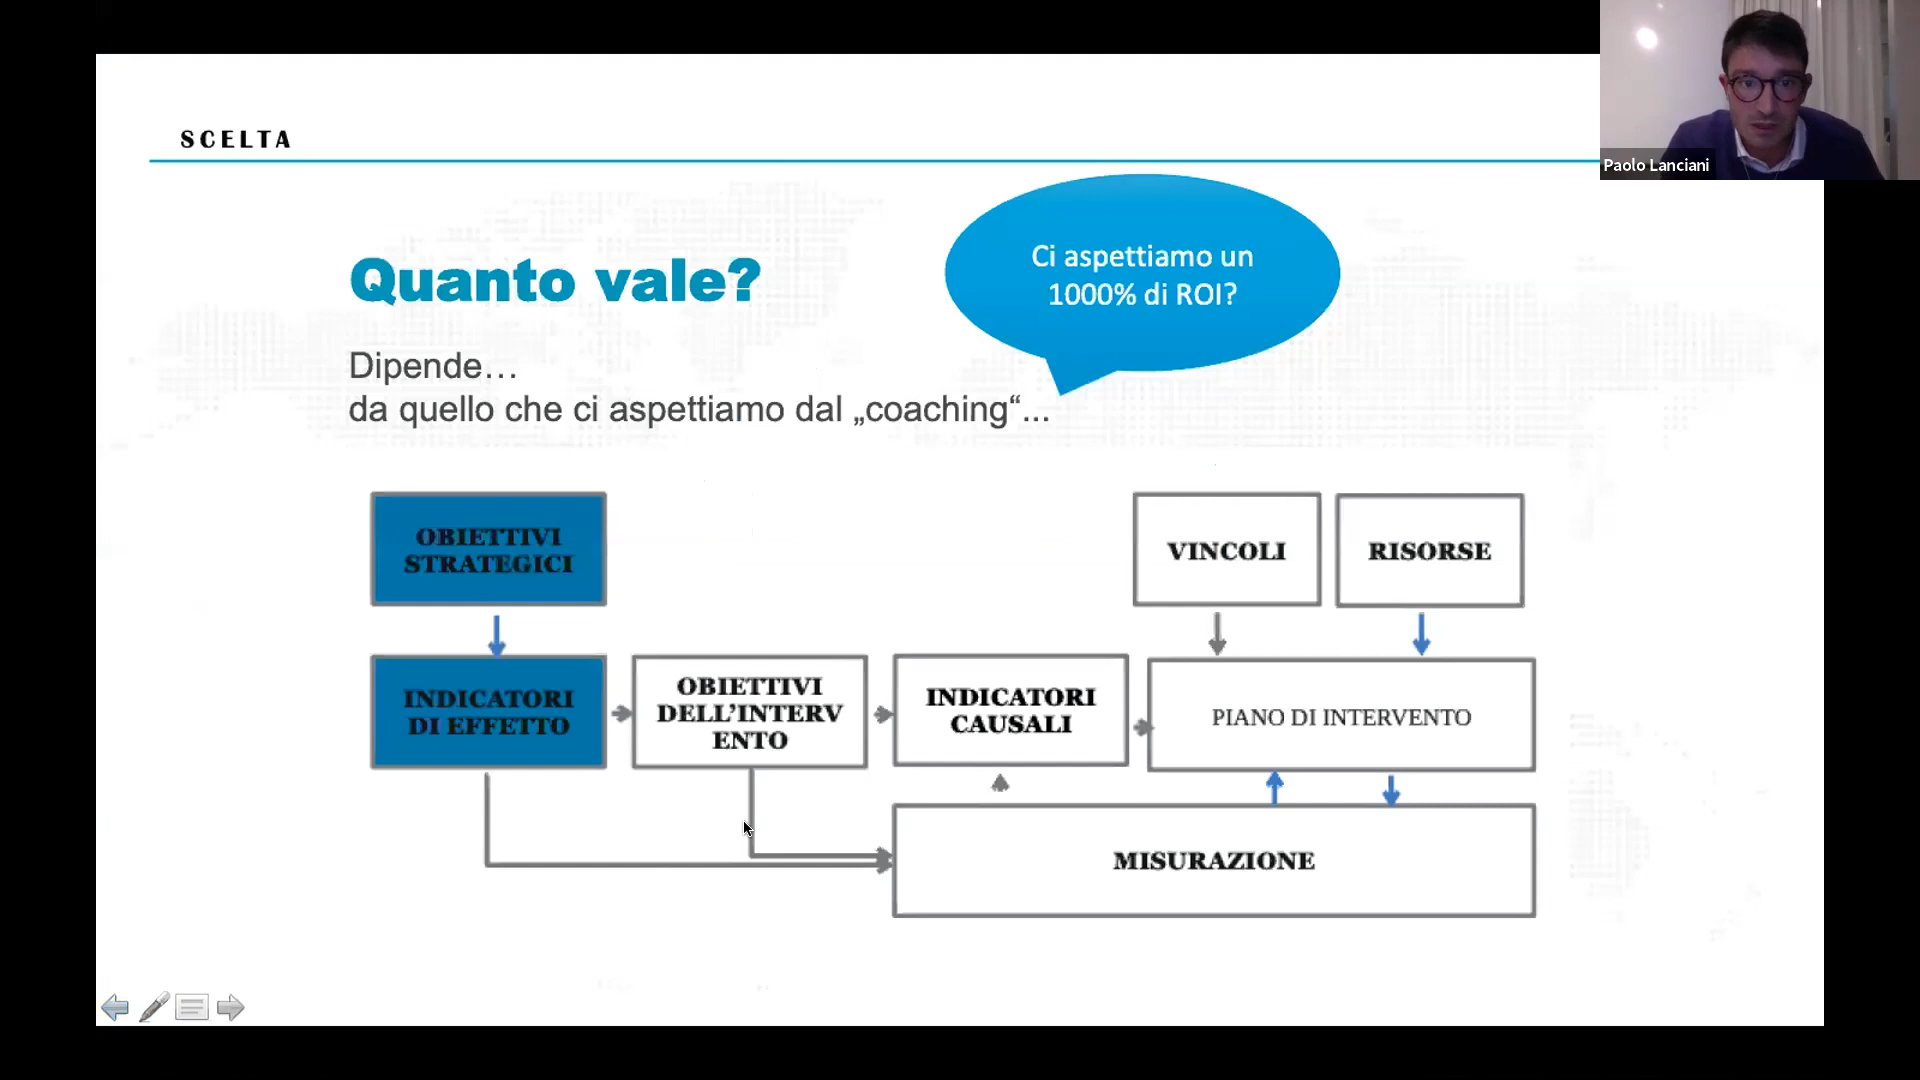 SCELTA
Paolo Lanciani
Quanto vale?
Ci aspettiamo un
1000% di ROI?
Dipende…
da quello che ci aspettiamo dal „coaching“...
OBIETTIVI
STRATEGICI
VINCOLI
RISORSE
INDICATORI
DI EFFETTO
OBIETTIVI
DELL’INTERV
ENTO
INDICATORI
CAUSALI
PIANO DI INTERVENTO
MISURAZIONE